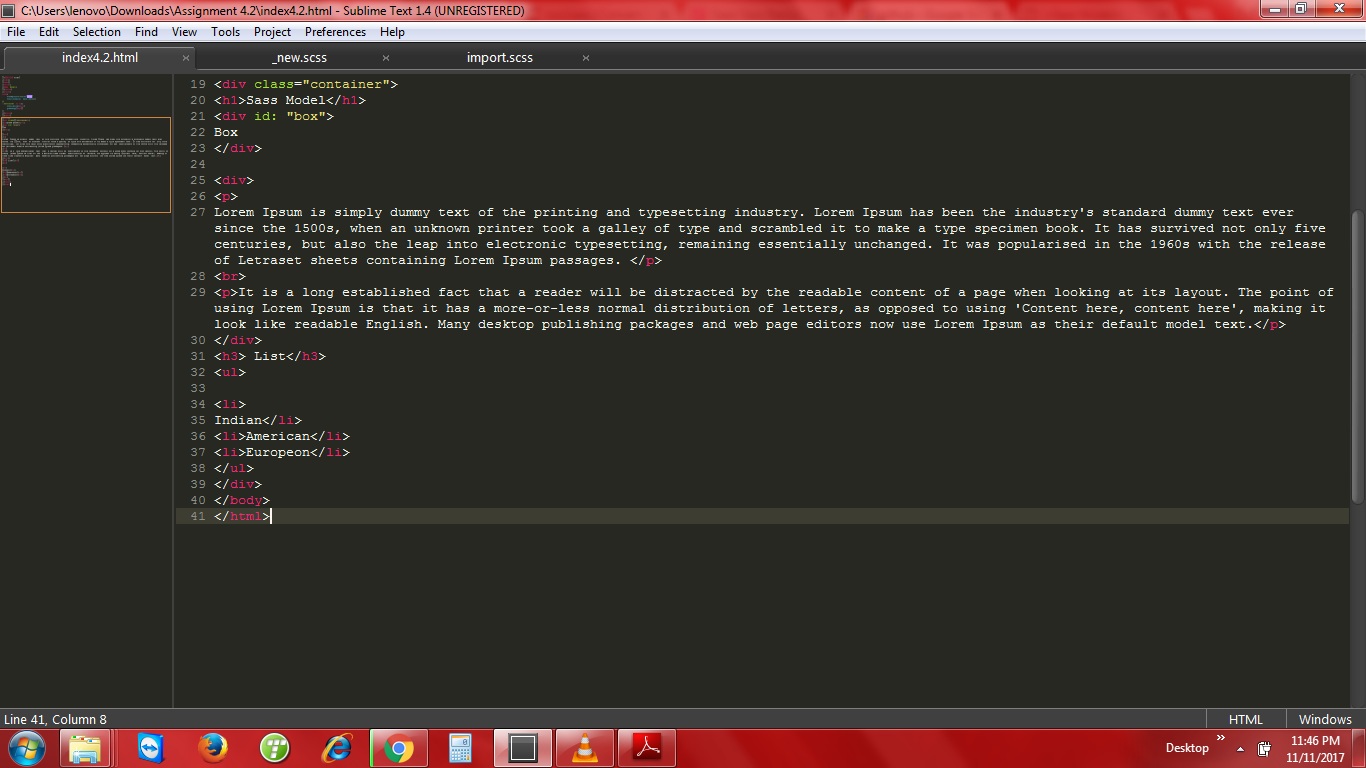 C:\Users\lenovo\Downloads\Assignment 4.2\index4.2.html - Sublime Text 1.4 (UNREGISTERED)
File Edit Selection Find View Tools Project Preferences Help
index4.2.html × _new.scss × import.scss ×
19 <div class="container">
20 <h1>Sass Model</h1>
21 <div id: "box">
22 Box
23 </div>
24
25 <div>
26 <p>
27 Lorem Ipsum is simply dummy text of the printing and typesetting industry. Lorem Ipsum has been the industry's standard dummy text ever
since the 1500s, when an unknown printer took a galley of type and scrambled it to make a type specimen book. It has survived not only five
centuries, but also the leap into electronic typesetting, remaining essentially unchanged. It was popularised in the 1960s with the release
of Letraset sheets containing Lorem Ipsum passages. </p>
28 <br>
29 <p>It is a long established fact that a reader will be distracted by the readable content of a page when looking at its layout. The point of
using Lorem Ipsum is that it has a more-or-less normal distribution of letters, as opposed to using 'Content here, content here', making it
look like readable English. Many desktop publishing packages and web page editors now use Lorem Ipsum as their default model text.</p>
30 </div>
31 <h3> List</h3>
32 <ul>
33
34 <li>
35 Indian</li>
36 <li>American</li>
37 <li>Europeon</li>
38 </ul>
39 </div>
40 </body>
41 </html>
Line 41, Column 8 HTML Windows
Desktop » 11:46 PM
11/11/2017